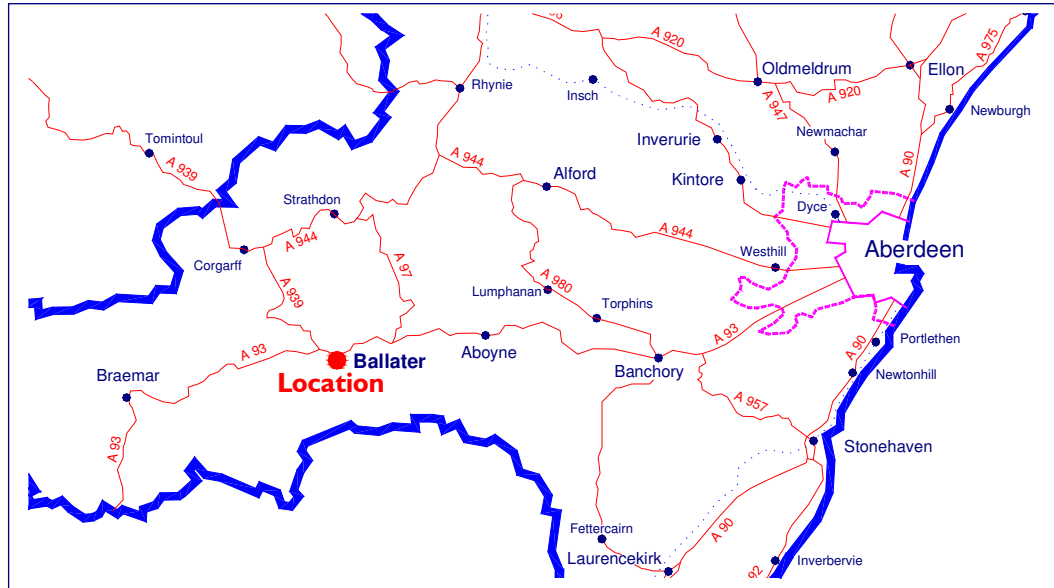 A 920
A 975
Oldmeldrum
Ellon
Rhynie
Insch
A 920
A 947
Newburgh
Tomintoul
Inverurie
Newmachar
A 939
A 944
A 90
Alford
Kintore
Strathdon
Dyce
A 944
A 944
Westhill
Aberdeen
Corgarff
A 97
A 980
A 939
Lumphanan
Torphins
A 93
A 90
Portlethen
A 93
Ballater
Aboyne
Banchory
Braemar
Location
Newtonhill
A 957
A 93
Stonehaven
Fettercairn
A 90
Laurencekirk
Inverbervie
92